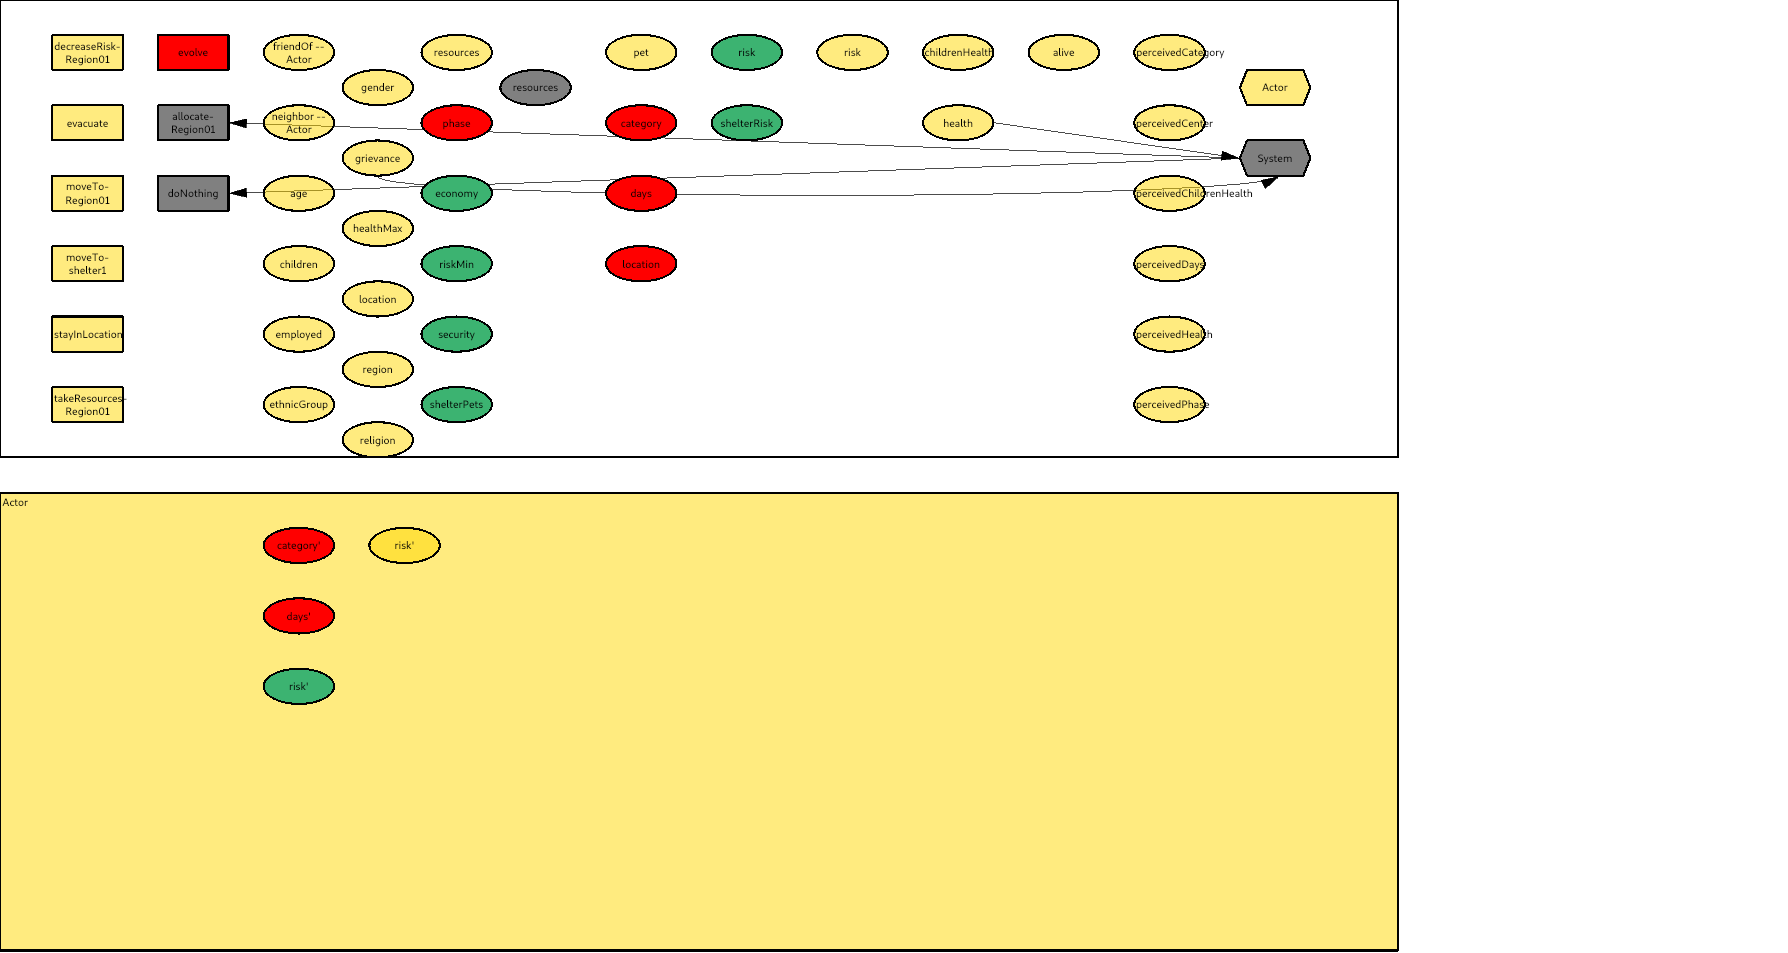 decreaseRisk-
Region01
evolve
friendOf --
Actor
resources
pet
risk
risk
childrenHealth
alive
perceivedCategory
gender
resources
Actor
evacuate
allocate-
Region01
neighbor --
Actor
phase
category
shelterRisk
health
perceivedCenter
grievance
System
moveTo-
Region01
doNothing
age
economy
days
perceivedChildrenHealth
healthMax
moveTo-
shelter1
children
riskMin
location
perceivedDays
location
stayInLocation
employed
security
perceivedHealth
region
takeResources-
Region01
ethnicGroup
shelterPets
perceivedPhase
religion
Actor
category'
risk'
days'
risk'